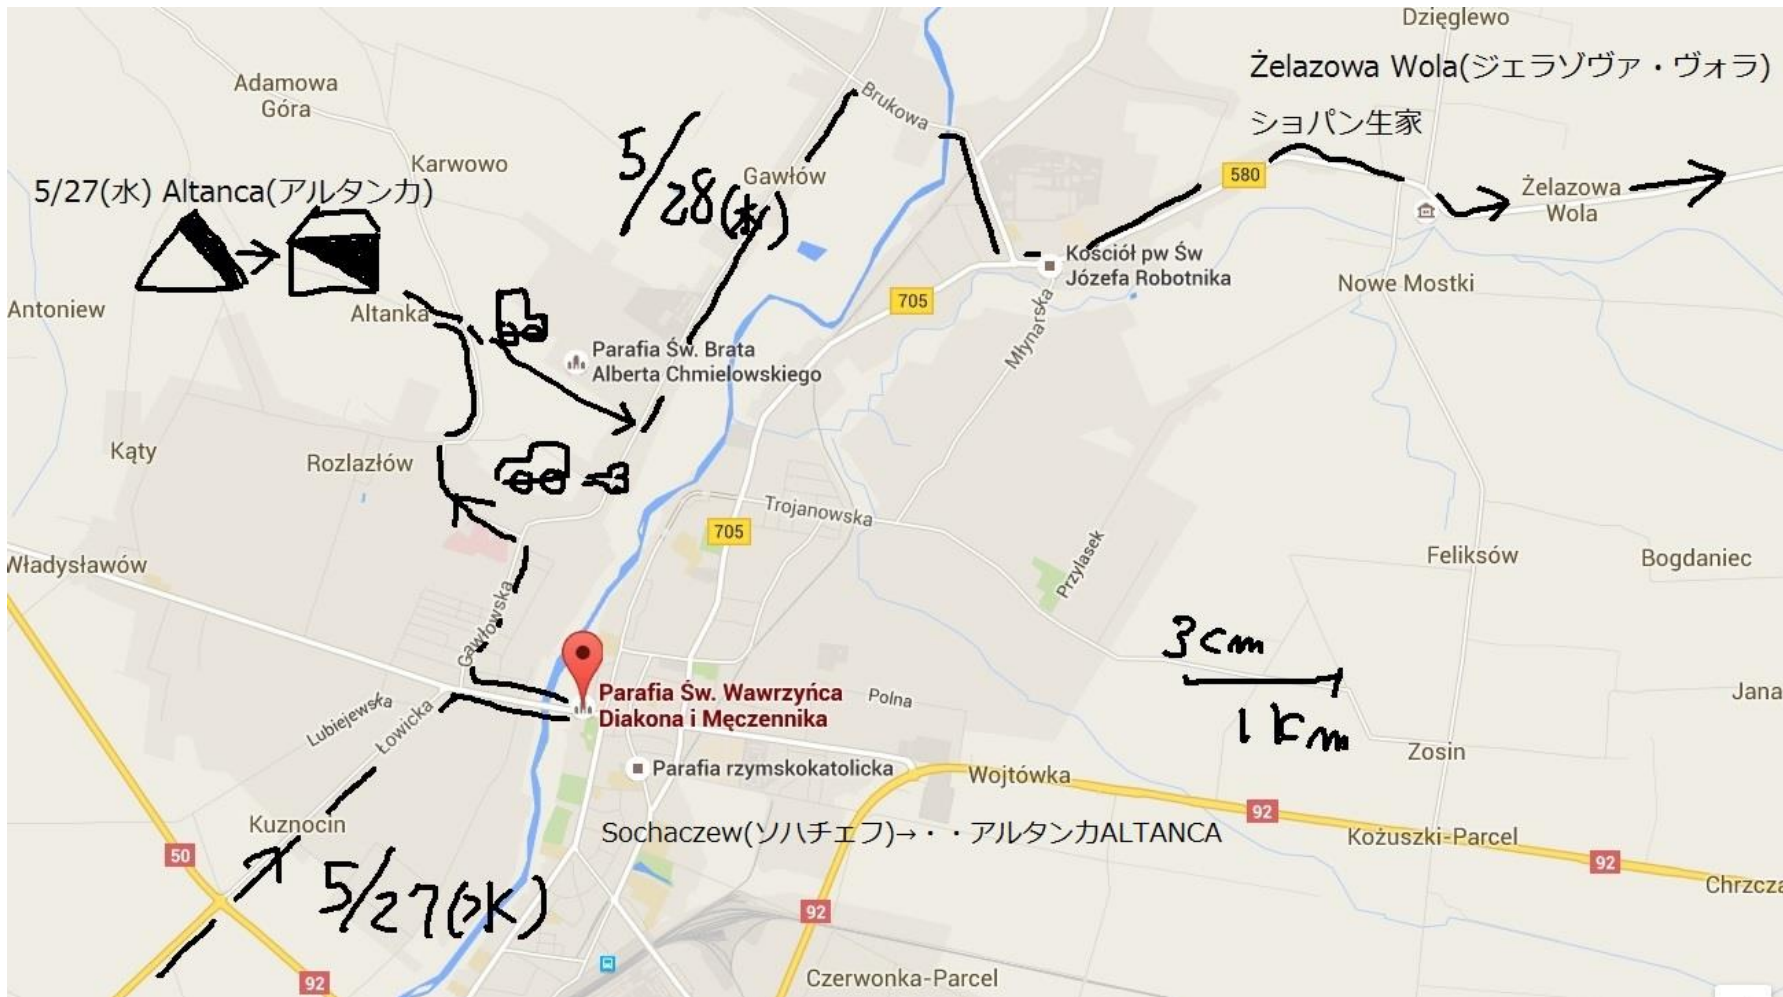 Dzięglewo
Żelazowa Wola(ジェラゾヴァ・ヴォラ)
ショパン生家
Adamowa
Góra
Brukowa
Karwowo
5/28(木)
Gawłów
580
Żelazowa
Wola
5/27(水) Altanca(アルタンカ)
Kościół pw Św
Józefa Robotnika
Nowe Mostki
Antoniew
Altanka
705
Młynarska
Parafia Św. Brata
Alberta Chmielowskiego
Kąty
Rozlazłów
Trojanowska
705
Władysławów
Przylasek
Feliksów
Bogdaniec
Gawłowska
3cm
1km
Parafia Św. Wawrzyńca
Diakona i Męczennika
Polna
Jana
Lubiejewska
Łowicka
Zosin
Parafia rzymskokatolicka
Wojtówka
92
Kuznocin
Sochaczew(ソハチェフ)→・・アルタンカALTANCA
Kożuszki-Parcel
50
92
Chrzcza
5/27(水)
92
92
Czerwonka-Parcel